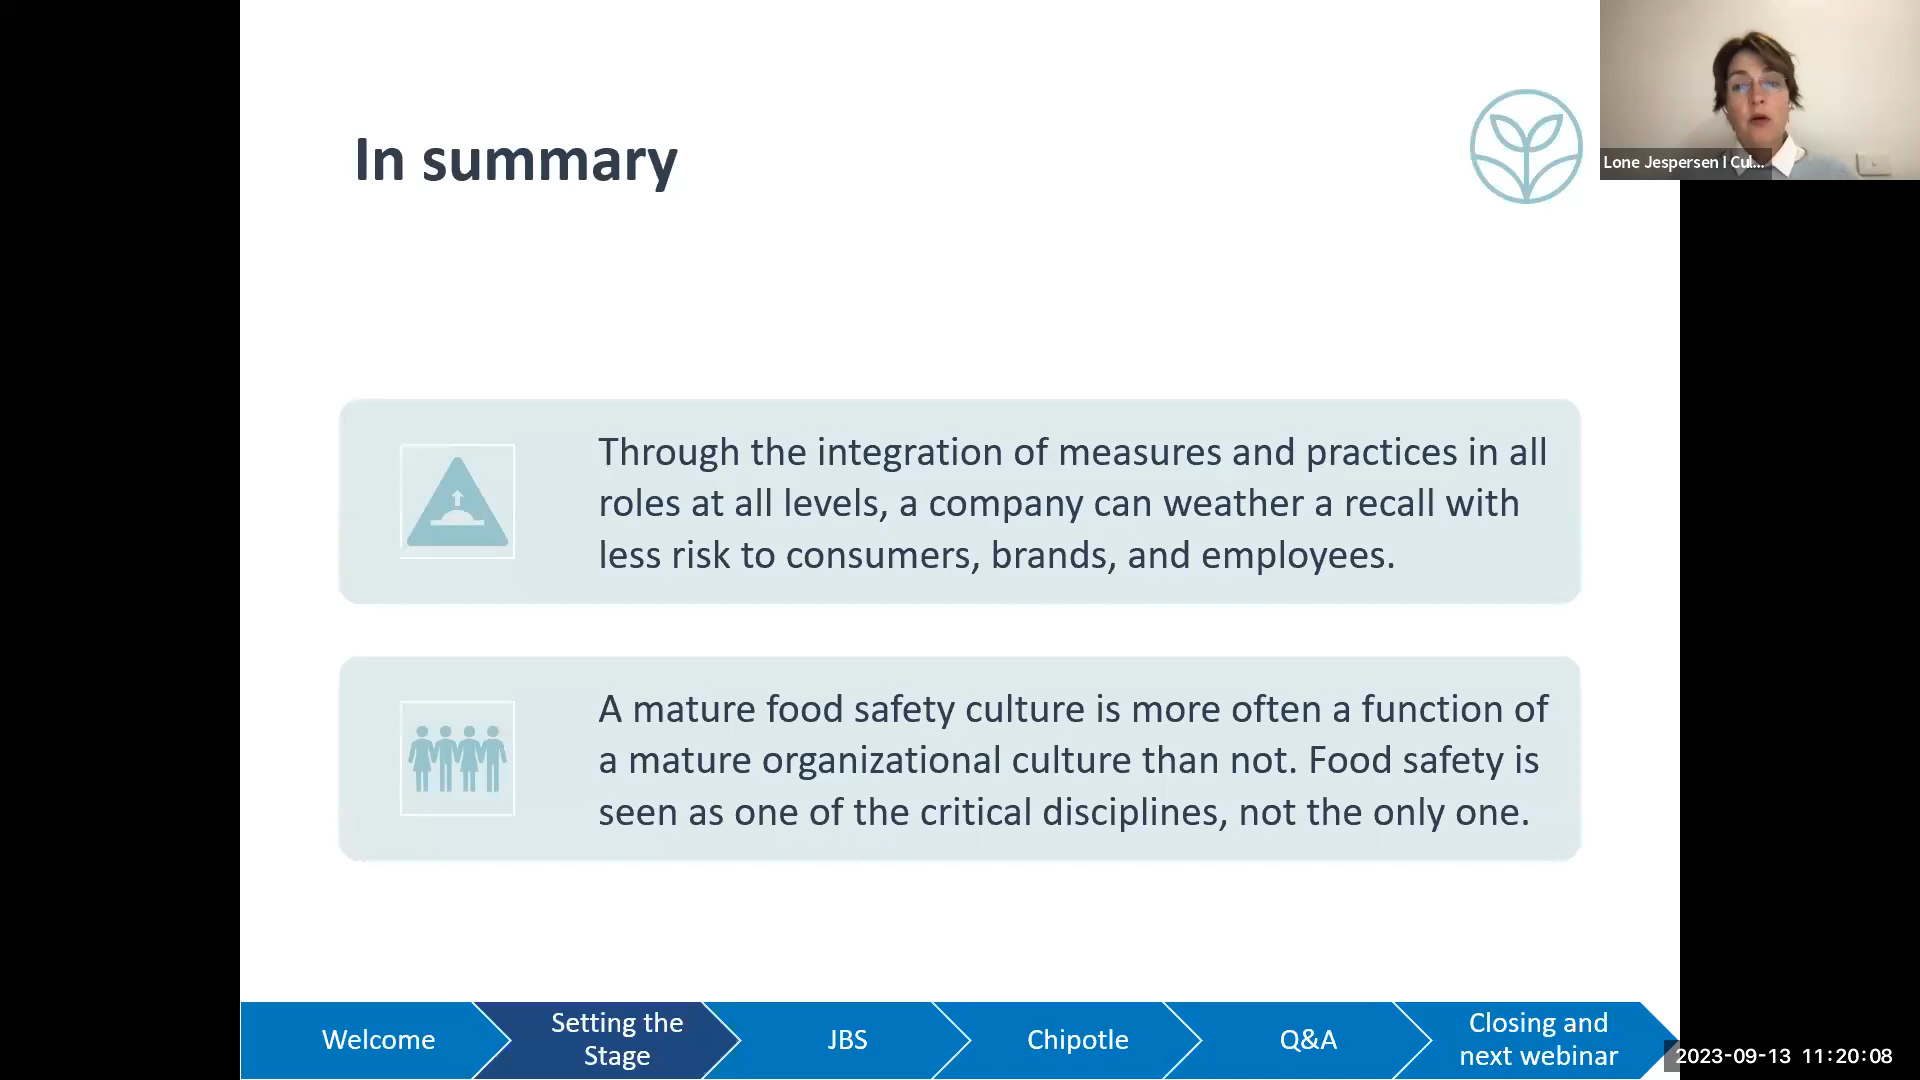 In summary
Lone Jespersen I Cul...
Through the integration of measures and practices in all
roles at all levels, a company can weather a recall with
less risk to consumers, brands, and employees.
A mature food safety culture is more often a function of
a mature organizational culture than not. Food safety is
seen as one of the critical disciplines, not the only one.
Welcome
Setting the
Stage
JBS
Chipotle
Q&A
Closing and
next webinar
2023-09-13 11:20:08